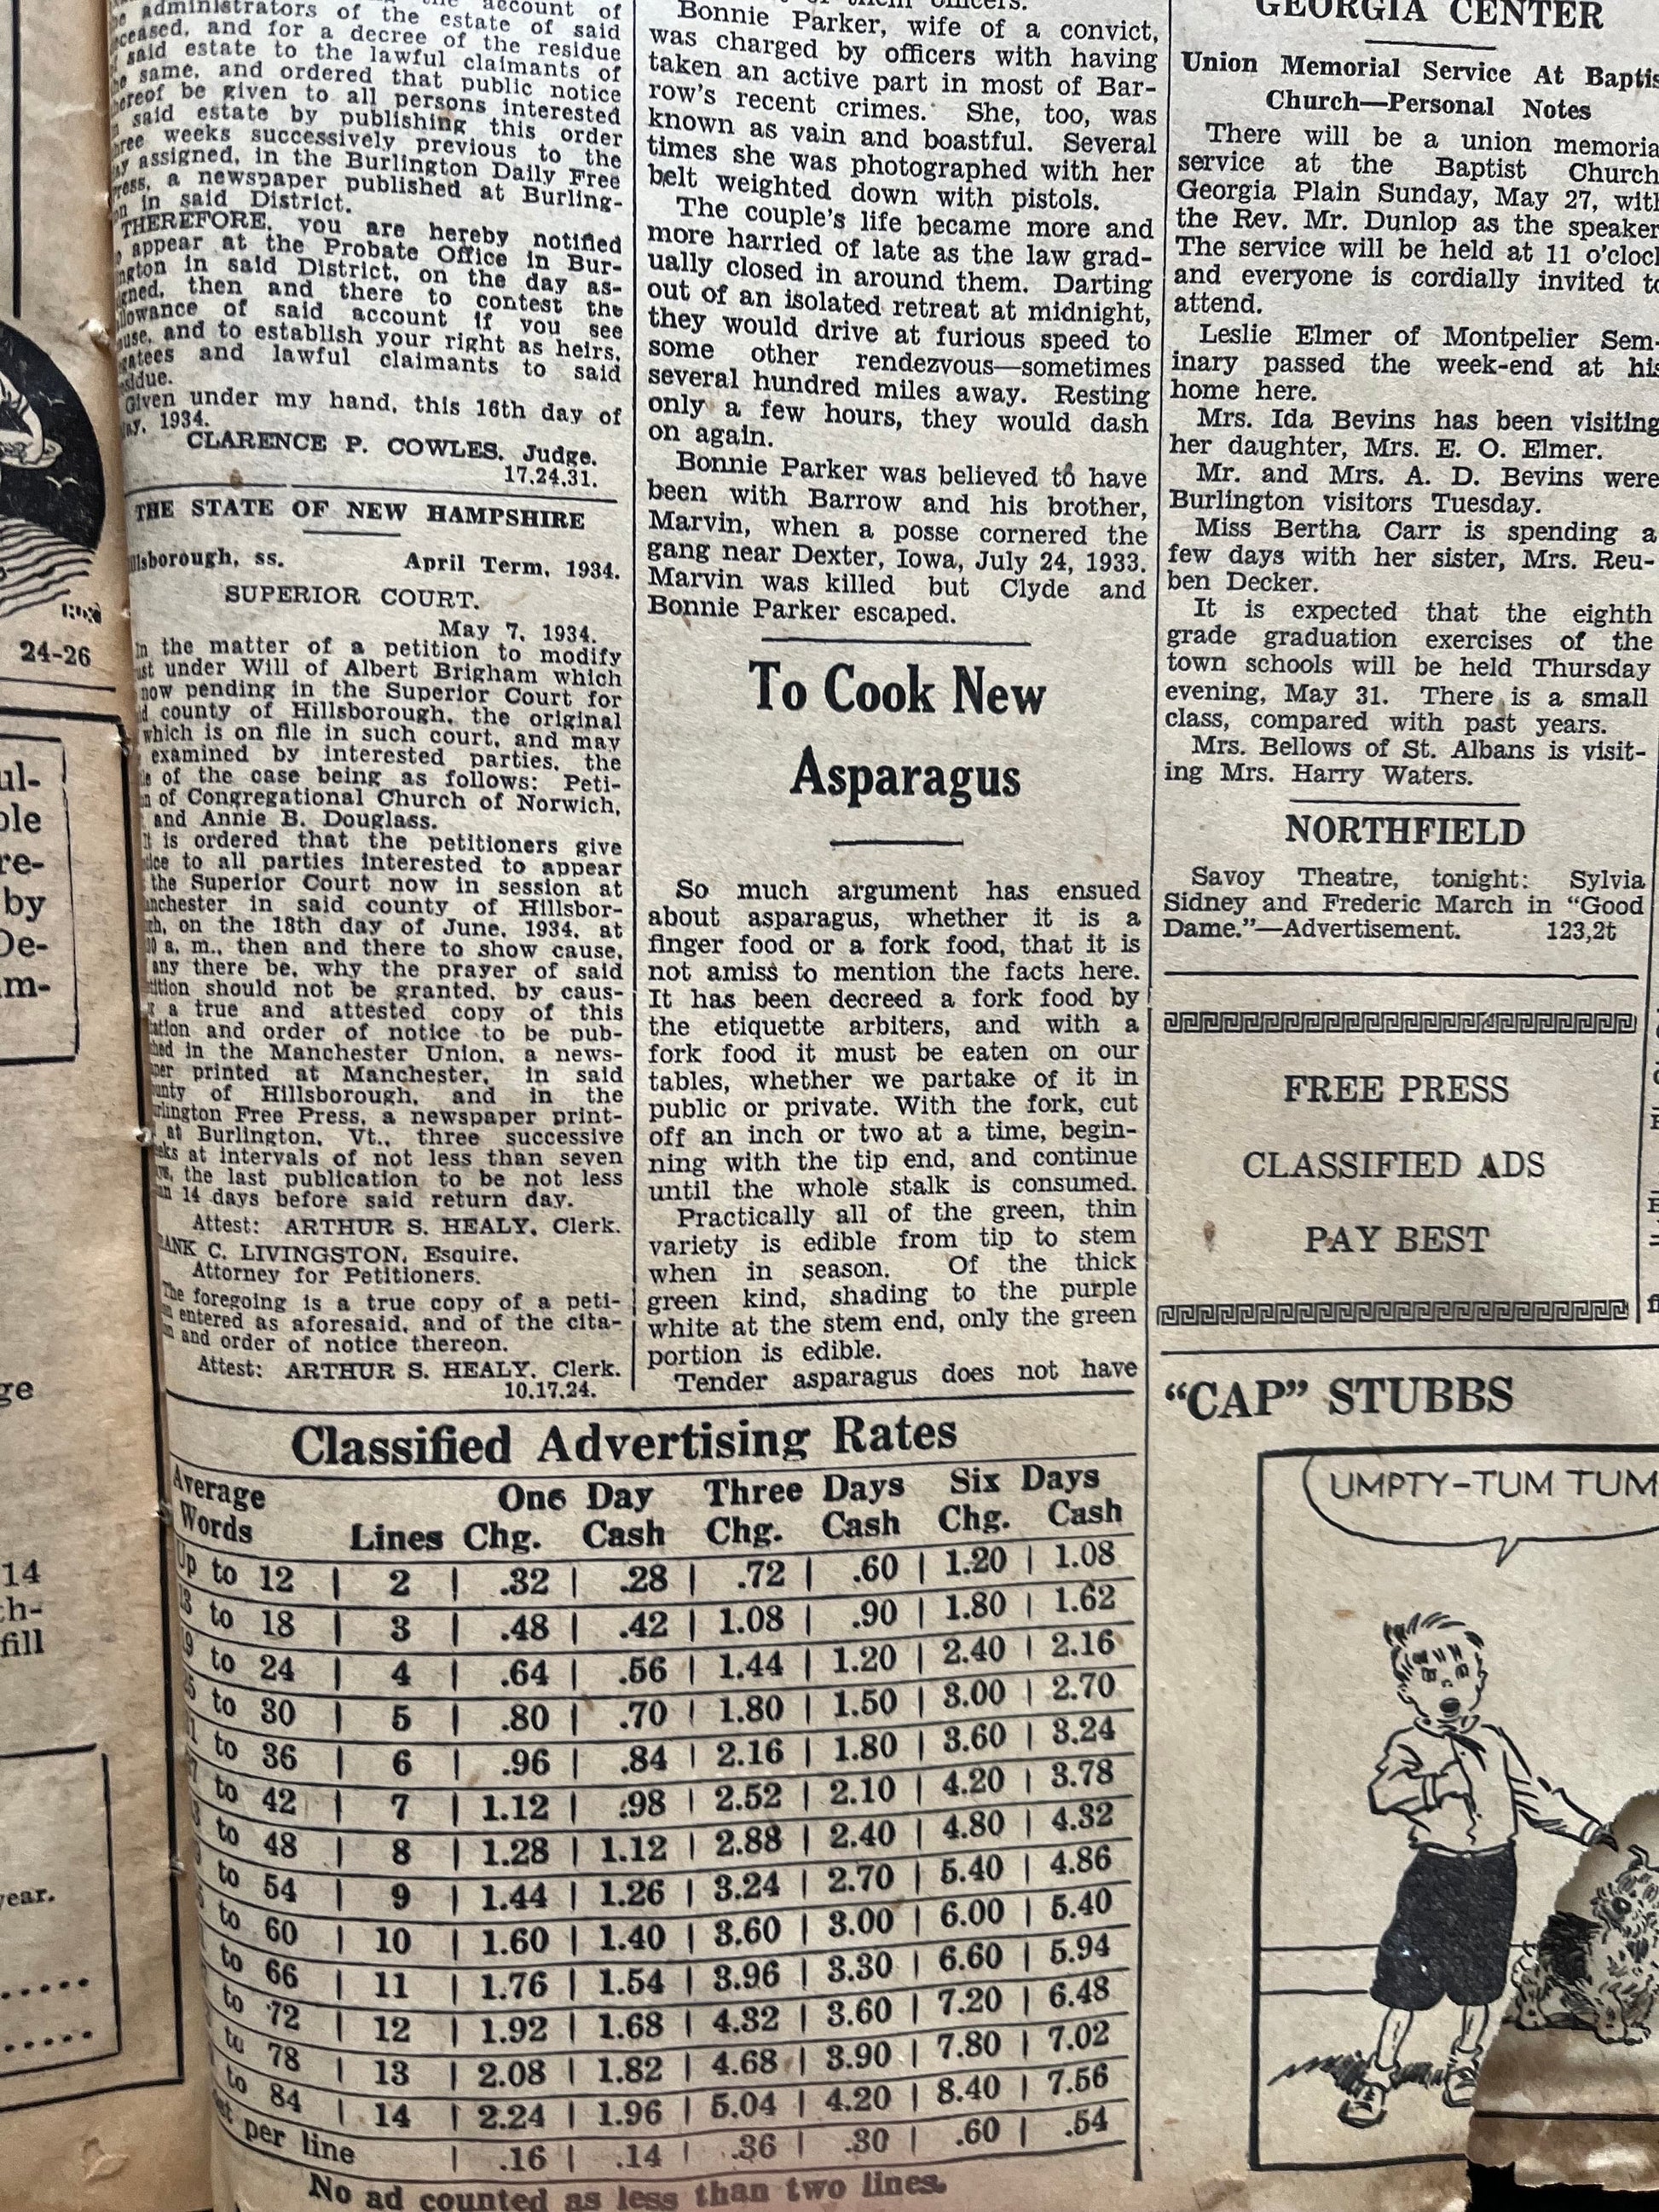 account of
administrators of the estate of said
and for a decree of the residue
said estate to the lawful claimants of
same, and ordered that public notice
be given to all persons interested
said estate by publishing this order
weeks successively previous to the
assigned, in the Burlington Daily Free
a newspaper published at Burling-
in said District.
THEREFORE, you are hereby notified
appear at the Probate Office in Bur-
in said District, on the day as-
then and there to contest the
of said account if you see
and to establish your right as heirs,
and lawful claimants to said
Given under my hand, this 16th day of
1934.
CLARENCE P. COWLES, Judge.
17,24,31.
THE STATE OF NEW HAMPSHIRE
ss. April Term, 1934.
SUPERIOR COURT.
May 7, 1934.
In the matter of a petition to modify
under Will of Albert Brigham which
now pending in the Superior Court for
county of Hillsborough, the original
which is on file in such court, and may
examined by interested parties, the
of the case being as follows: Peti-
of Congregational Church of Norwich,
and Annie B. Douglass.
It is ordered that the petitioners give
to all parties interested to appear
the Superior Court now in session at
in said county of Hillsbor-
on the 18th day of June, 1934, at
a. m., then and there to show cause,
any there be, why the prayer of said
should not be granted, by caus-
a true and attested copy of this
and order of notice to be pub-
in the Manchester Union, a news-
printed at Manchester, in said
of Hillsborough, and in the
Free Press, a newspaper print-
at Burlington, Vt., three successive
at intervals of not less than seven
the last publication to be not less
14 days before said return day.
Attest: ARTHUR S. HEALY, Clerk.
C. LIVINGSTON, Esquire,
Attorney for Petitioners.
The foregoing is a true copy of a peti-
entered as aforesaid, and of the cita-
and order of notice thereon.
Attest: ARTHUR S. HEALY, Clerk.
10,17,24.
Bonnie Parker, wife of a convict,
was charged by officers with having
taken an active part in most of Bar-
row's recent crimes. She, too, was
known as vain and boastful. Several
times she was photographed with her
belt weighted down with pistols.
The couple's life became more and
more harried of late as the law grad-
ually closed in around them. Darting
out of an isolated retreat at midnight,
they would drive at furious speed to
some other rendezvous—sometimes
several hundred miles away. Resting
only a few hours, they would dash
on again.
Bonnie Parker was believed to have
been with Barrow and his brother,
Marvin, when a posse cornered the
gang near Dexter, Iowa, July 24, 1933.
Marvin was killed but Clyde and
Bonnie Parker escaped.
To Cook New
Asparagus
So much argument has ensued
about asparagus, whether it is a
finger food or a fork food, that it is
not amiss to mention the facts here.
It has been decreed a fork food by
the etiquette arbiters, and with a
fork food it must be eaten on our
tables, whether we partake of it in
public or private. With the fork, cut
off an inch or two at a time, begin-
ning with the tip end, and continue
until the whole stalk is consumed.
Practically all of the green, thin
variety is edible from tip to stem
when in season. Of the thick
green kind, shading to the purple
white at the stem end, only the green
portion is edible.
Tender asparagus does not have
GEORGIA CENTER
Union Memorial Service At Baptis
Church—Personal Notes
There will be a union memoria
service at the Baptist Church
Georgia Plain Sunday, May 27, with
the Rev. Mr. Dunlop as the speaker
The service will be held at 11 o'cloc
and everyone is cordially invited to
attend.
Leslie Elmer of Montpelier Sem-
inary passed the week-end at his
home here.
Mrs. Ida Bevins has been visiting
her daughter, Mrs. E. O. Elmer.
Mr. and Mrs. A. D. Bevins were
Burlington visitors Tuesday.
Miss Bertha Carr is spending a
few days with her sister, Mrs. Reu-
ben Decker.
It is expected that the eighth
grade graduation exercises of the
town schools will be held Thursday
evening, May 31. There is a small
class, compared with past years.
Mrs. Bellows of St. Albans is visit-
ing Mrs. Harry Waters.
NORTHFIELD
Savoy Theatre, tonight: Sylvia
Sidney and Frederic March in "Good
Dame."—Advertisement. 123,2t
FREE PRESS
CLASSIFIED ADS
PAY BEST
"CAP" STUBBS
UMPTY-TUM TUM
Classified Advertising Rates
Average Words Lines One Day Three Days Six Days
Chg. Cash Chg. Cash Chg. Cash
Up to 12 | 2 | .32 | .28 | .72 | .60 | 1.20 | 1.08
to 18 | 3 | .48 | .42 | 1.08 | .90 | 1.80 | 1.62
to 24 | 4 | .64 | .56 | 1.44 | 1.20 | 2.40 | 2.16
to 30 | 5 | .80 | .70 | 1.80 | 1.50 | 3.00 | 2.70
to 36 | 6 | .96 | .84 | 2.16 | 1.80 | 3.60 | 3.24
to 42 | 7 | 1.12 | .98 | 2.52 | 2.10 | 4.20 | 3.78
to 48 | 8 | 1.28 | 1.12 | 2.88 | 2.40 | 4.80 | 4.32
to 54 | 9 | 1.44 | 1.26 | 3.24 | 2.70 | 5.40 | 4.86
to 60 | 10 | 1.60 | 1.40 | 3.60 | 3.00 | 6.00 | 5.40
to 66 | 11 | 1.76 | 1.54 | 3.96 | 3.30 | 6.60 | 5.94
to 72 | 12 | 1.92 | 1.68 | 4.32 | 3.60 | 7.20 | 6.48
to 78 | 13 | 2.08 | 1.82 | 4.68 | 3.90 | 7.80 | 7.02
to 84 | 14 | 2.24 | 1.96 | 5.04 | 4.20 | 8.40 | 7.56
per line | .16 | .14 | .36 | .30 | .60 | .54
No ad counted as less than two lines.
24-26
by
14
fill